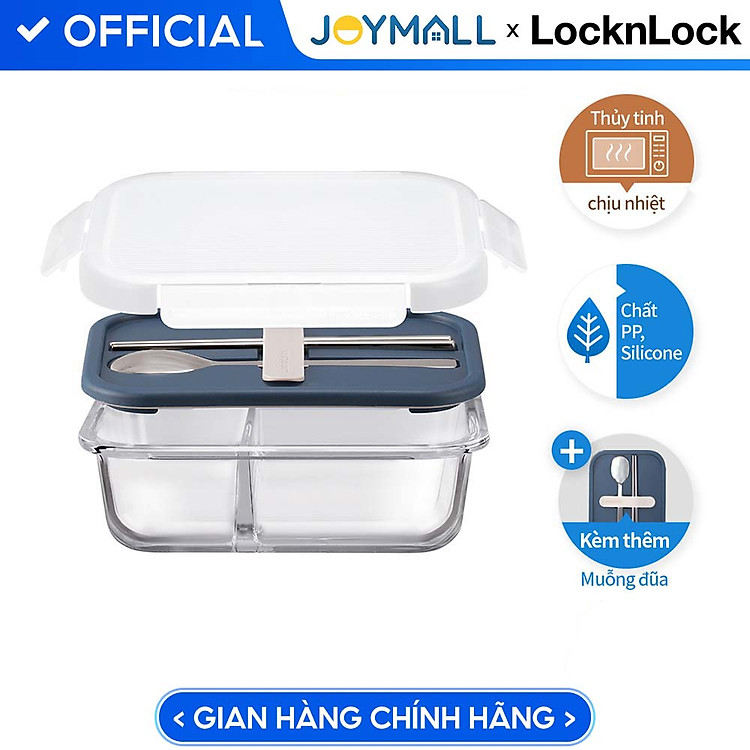 OFFICIAL
JOYMALL x LocknLock
Thủy tinh
chịu nhiệt
Chất
PP,
Silicone
Kèm thêm
Muỗng đũa
< GIAN HÀNG CHÍNH HÃNG >